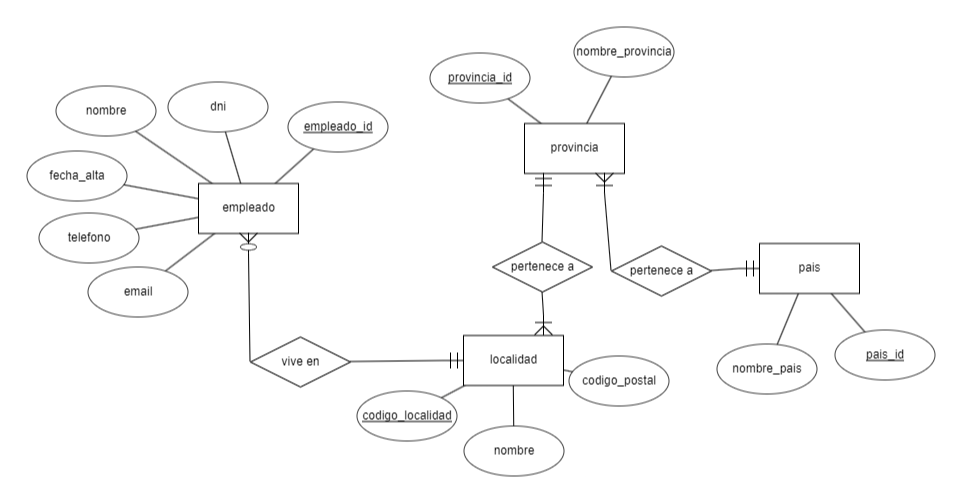 nombre_provincia
provincia_id
nombre
dni
empleado_id
provincia
fecha_alta
empleado
telefono
pertenece a
pertenece a
pais
email
vive en
localidad
codigo_postal
nombre_pais
pais_id
codigo_localidad
nombre